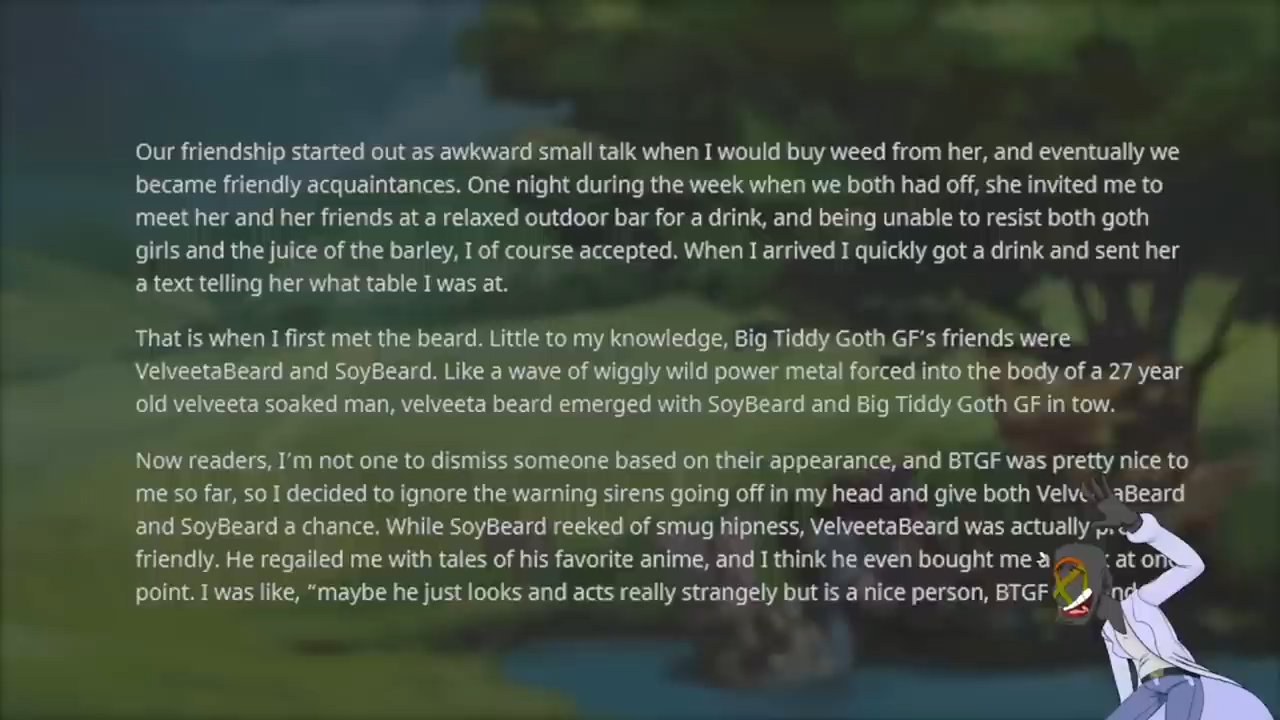 Our friendship started out as awkward small talk when I would buy weed from her, and eventually we
became friendly acquaintances. One night during the week when we both had off, she invited me to
meet her and her friends at a relaxed outdoor bar for a drink, and being unable to resist both goth
girls and the juice of the barley, I of course accepted. When I arrived I quickly got a drink and sent her
a text telling her what table I was at.
That is when I first met the beard. Little to my knowledge, Big Tiddy Goth GF’s friends were
VelveetaBeard and SoyBeard. Like a wave of wiggly wild power metal forced into the body of a 27 year
old velveeta soaked man, velveeta beard emerged with SoyBeard and Big Tiddy Goth GF in tow.
Now readers, I’m not one to dismiss someone based on their appearance, and BTGF was pretty nice to
me so far, so I decided to ignore the warning sirens going off in my head and give both
and SoyBeard a chance. While SoyBeard reeked of smug hipness, VelveetaBeard was actually
friendly. He regailed me with tales of his favorite anime, and I think he even bought me a at
point. I was like, “maybe he just looks and acts really strangely but is a nice person, BTGF